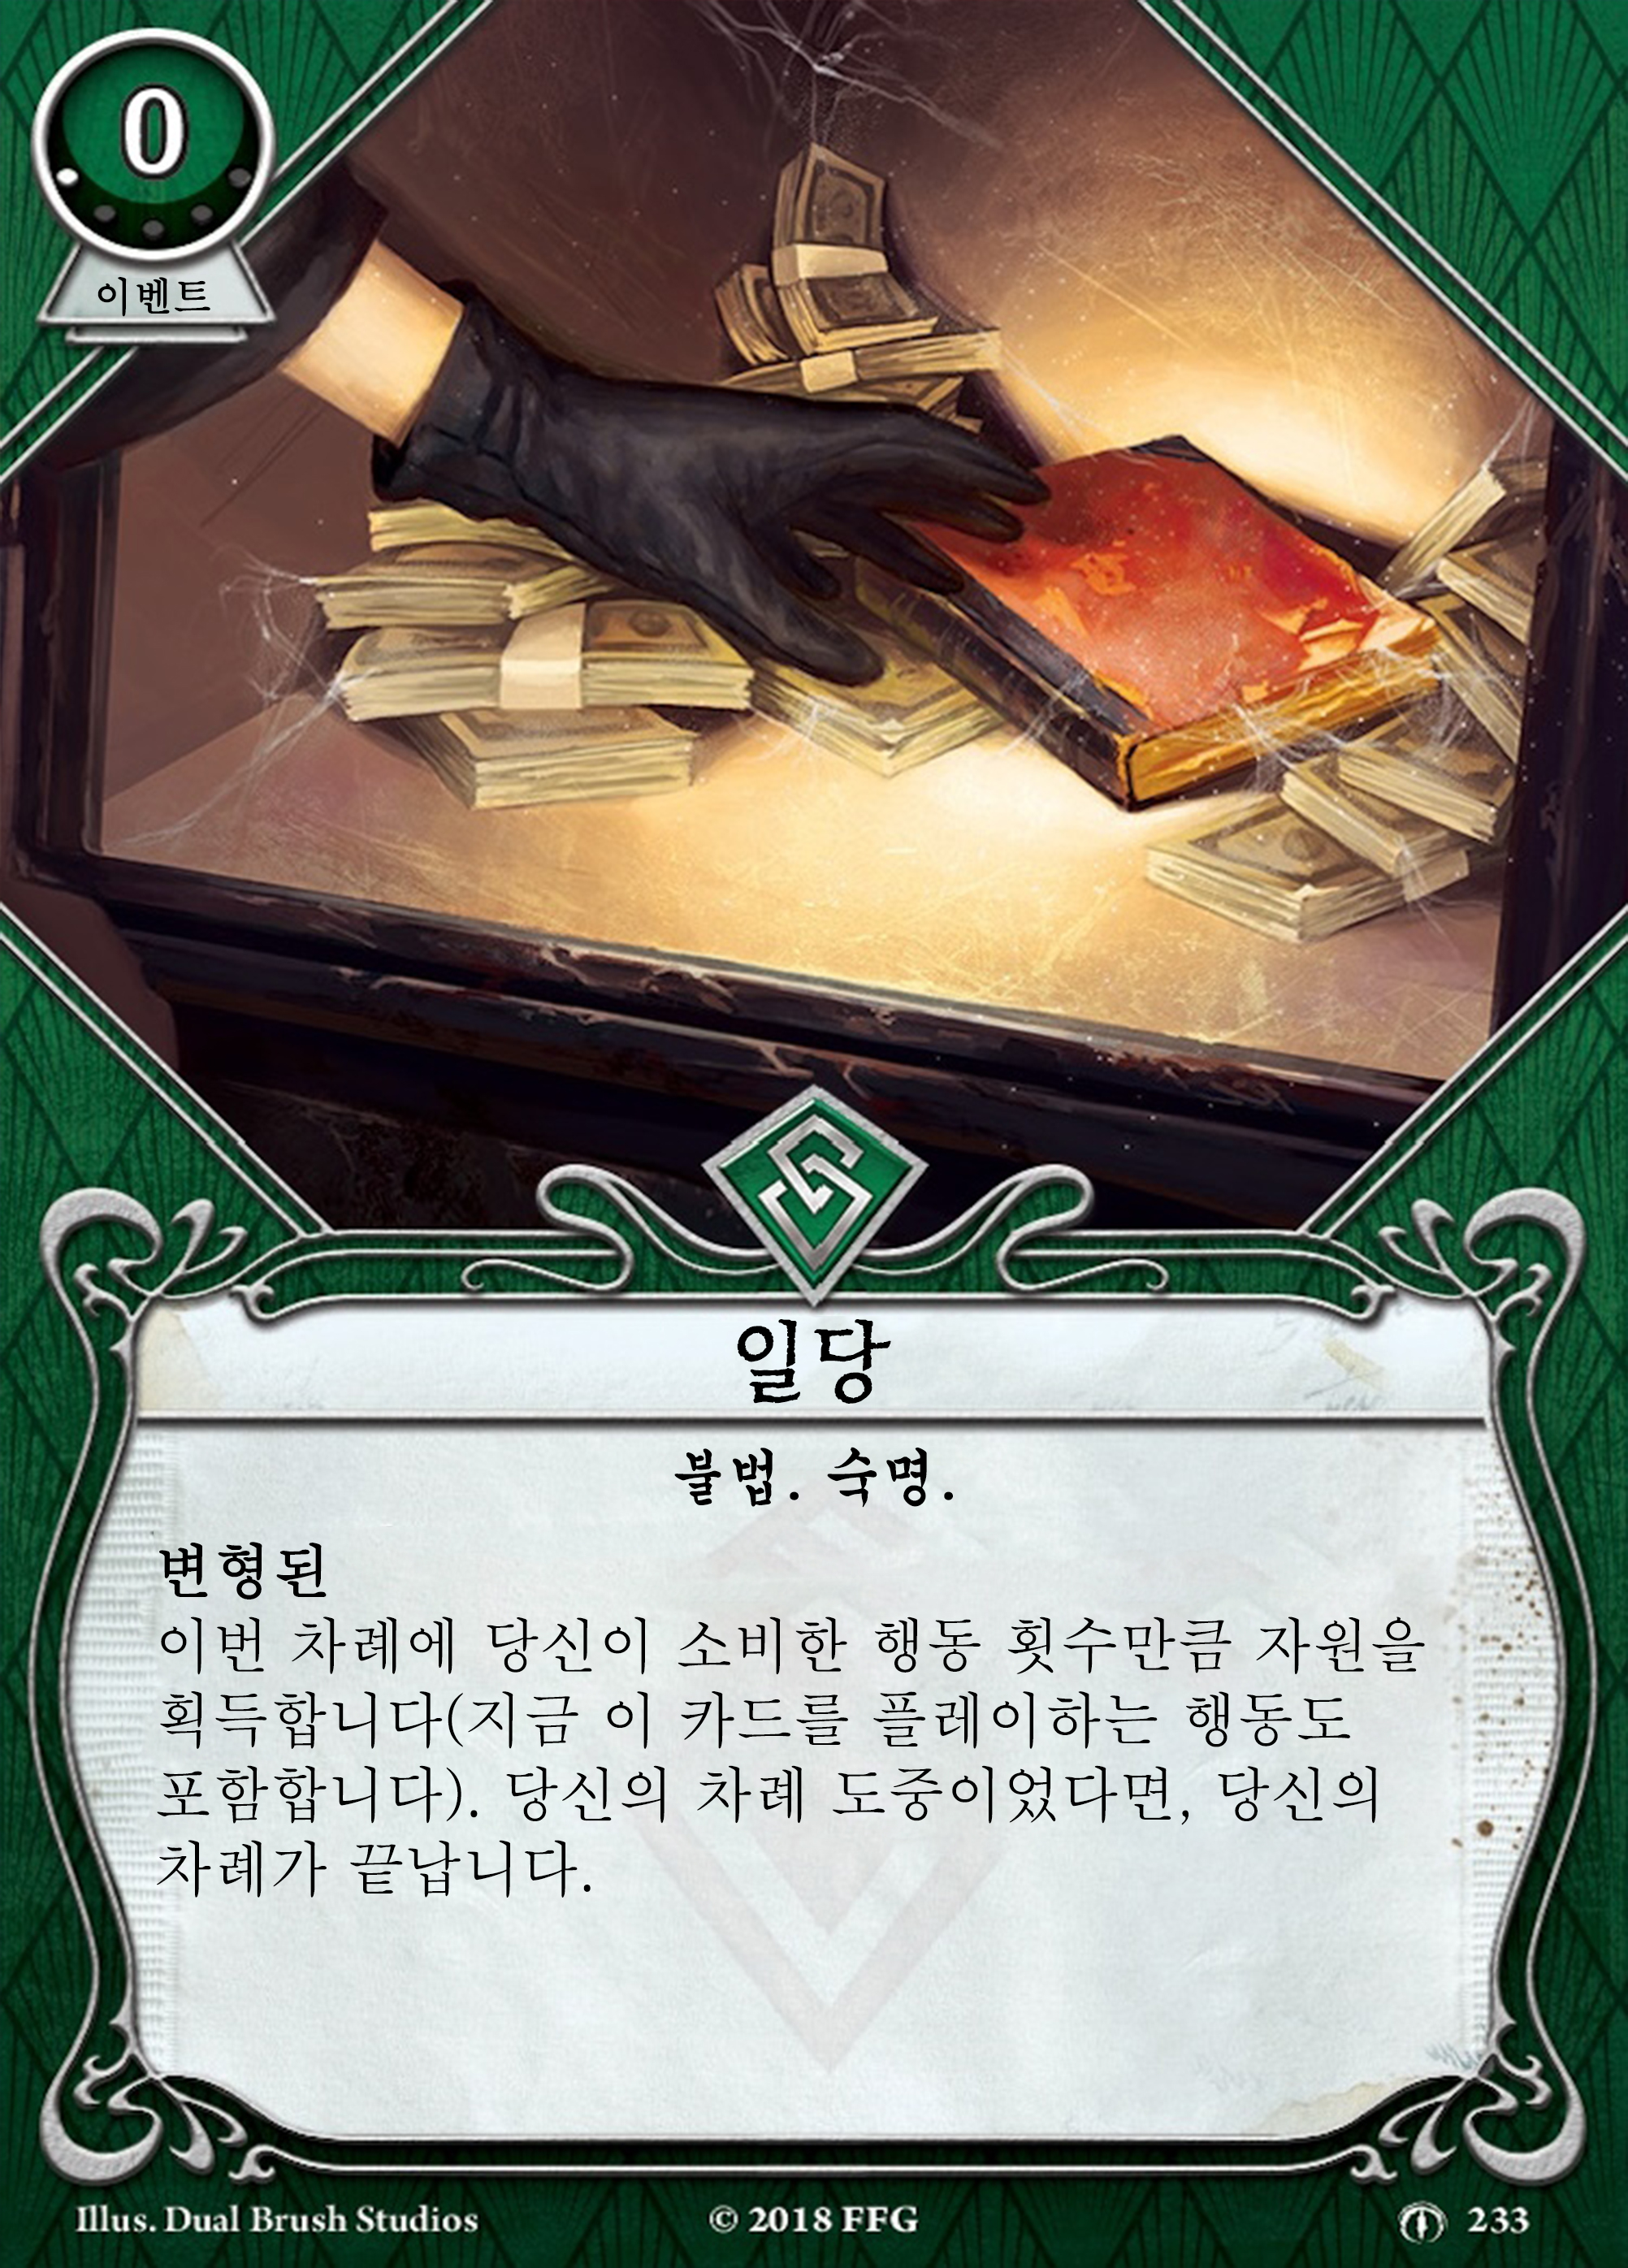 0
이벤트
일당
불법. 숙명.
변형된
이번 차례에 당신이 소비한 행동 횟수만큼 자원을
획득합니다(지금 이 카드를 플레이하는 행동도
포함합니다). 당신의 차례 도중이었다면, 당신의
차례가 끝납니다.
Illus. Dual Brush Studios
© 2018 FFG
233